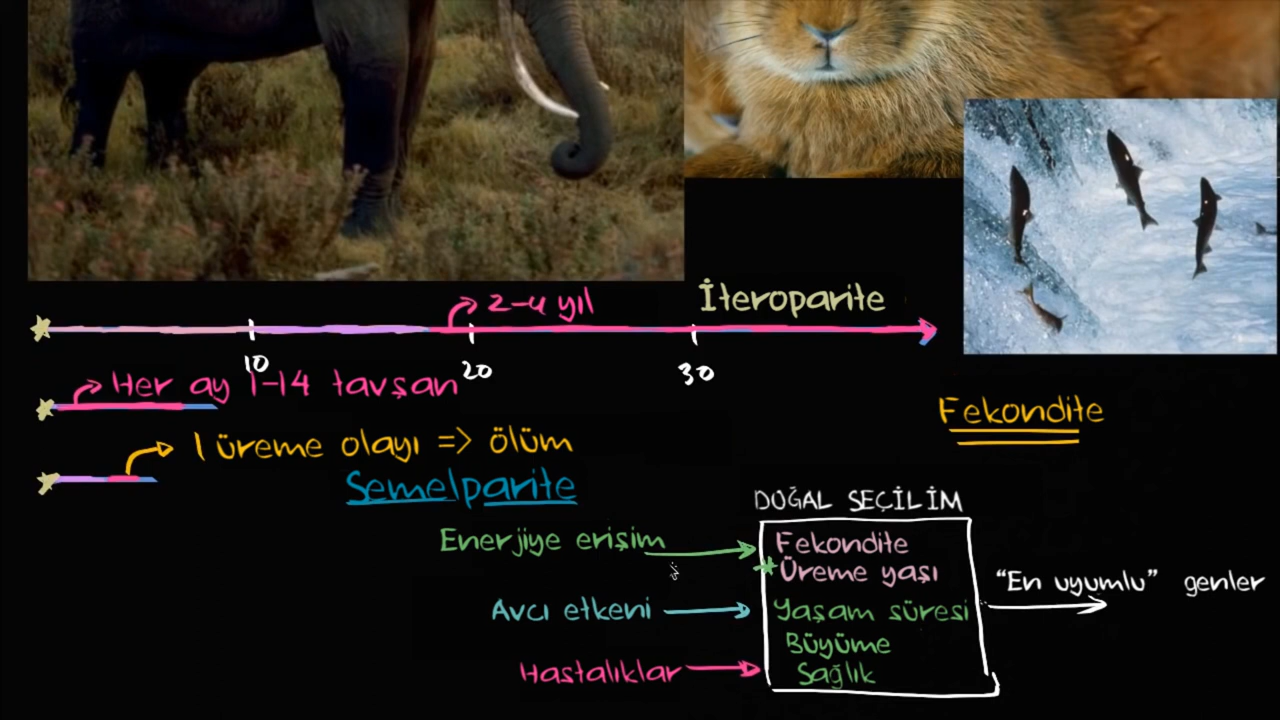 2-4 yıl
İteroparite
10
20
30
Her ay 1-14 tavşan
Fekondite
1 üreme olayı => ölüm
Semelparite
DOĞAL SEÇİLİM
Enerjiye erişim
Fekondite
Üreme yaşı
"En uyumlu" genler
Avcı etkeni
Yaşam süresi
Büyüme
Hastalıklar
Sağlık